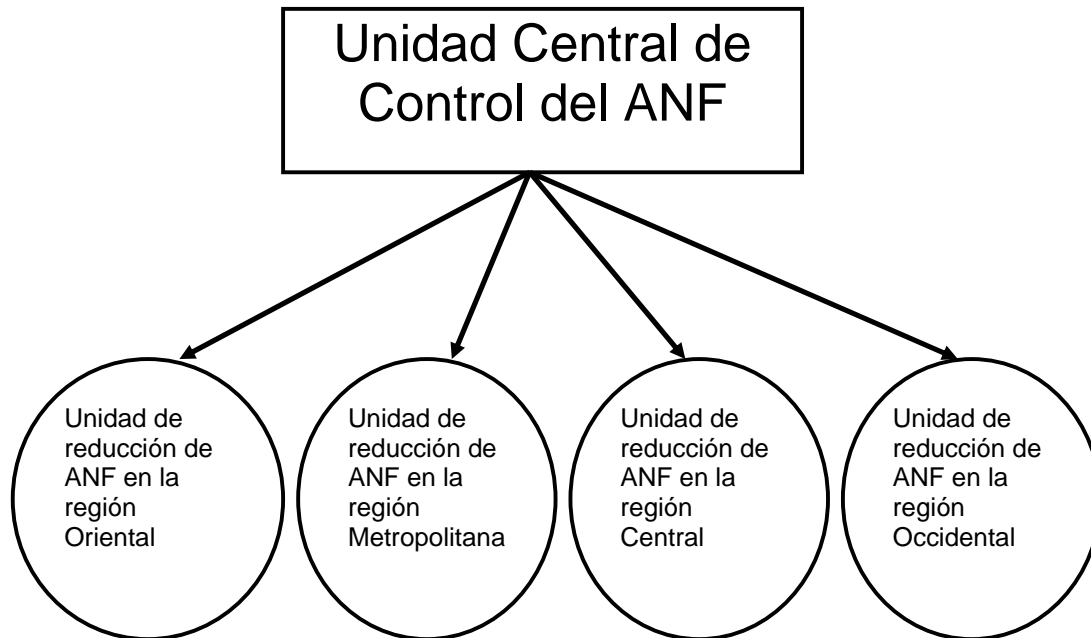 Unidad Central de
Control del ANF
Unidad de
reducción de
ANF en la
región
Oriental
Unidad de
reducción de
ANF en la
región
Metropolitana
Unidad de
reducción de
ANF en la
región
Central
Unidad de
reducción de
ANF en la
región
Occidental